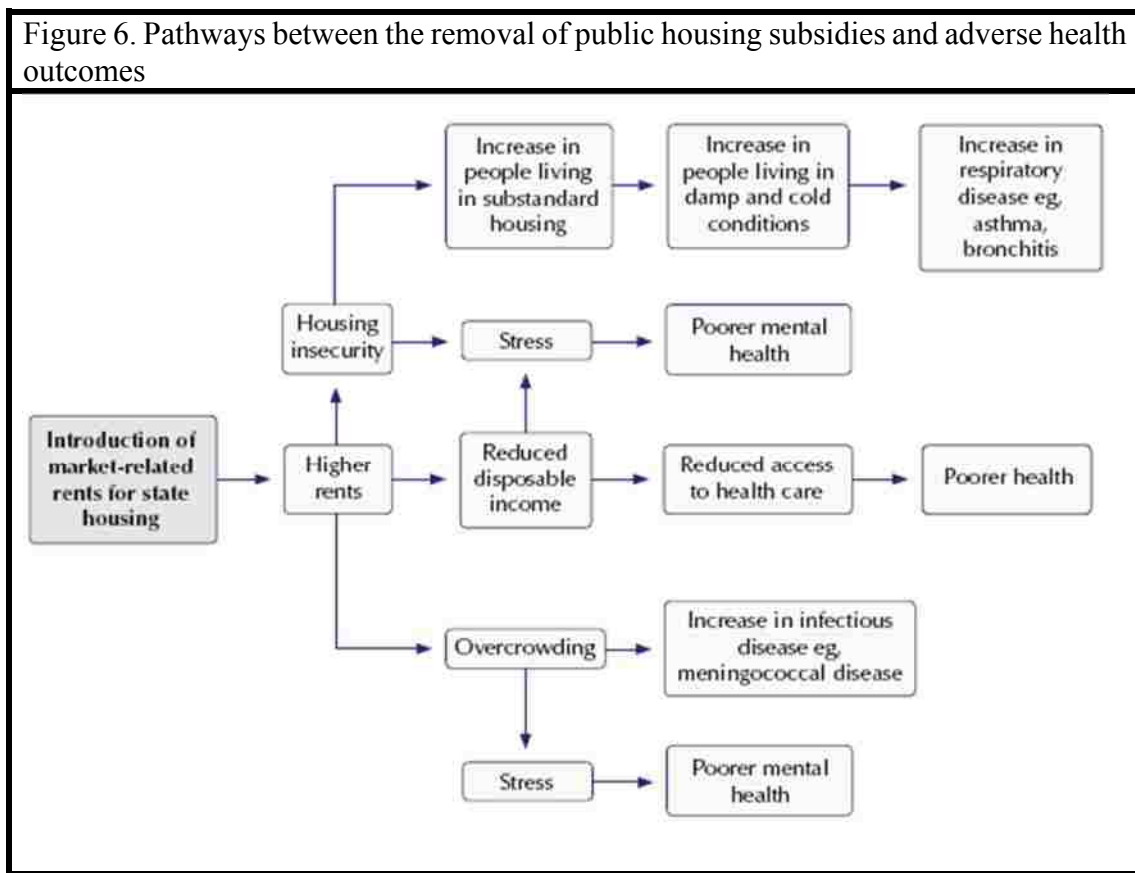 Figure 6. Pathways between the removal of public housing subsidies and adverse health
outcomes
Increase in
people living
in substandard
housing
Increase in
people living in
damp and cold
conditions
Increase in
respiratory
disease eg,
asthma,
bronchitis
Housing
insecurity
Stress
Poorer mental
health
Introduction of
market-related
rents for state
housing
Higher
rents
Reduced
disposable
income
Reduced access
to health care
Poorer health
Overcrowding
Increase in infectious
disease eg,
meningococcal disease
Stress
Poorer mental
health